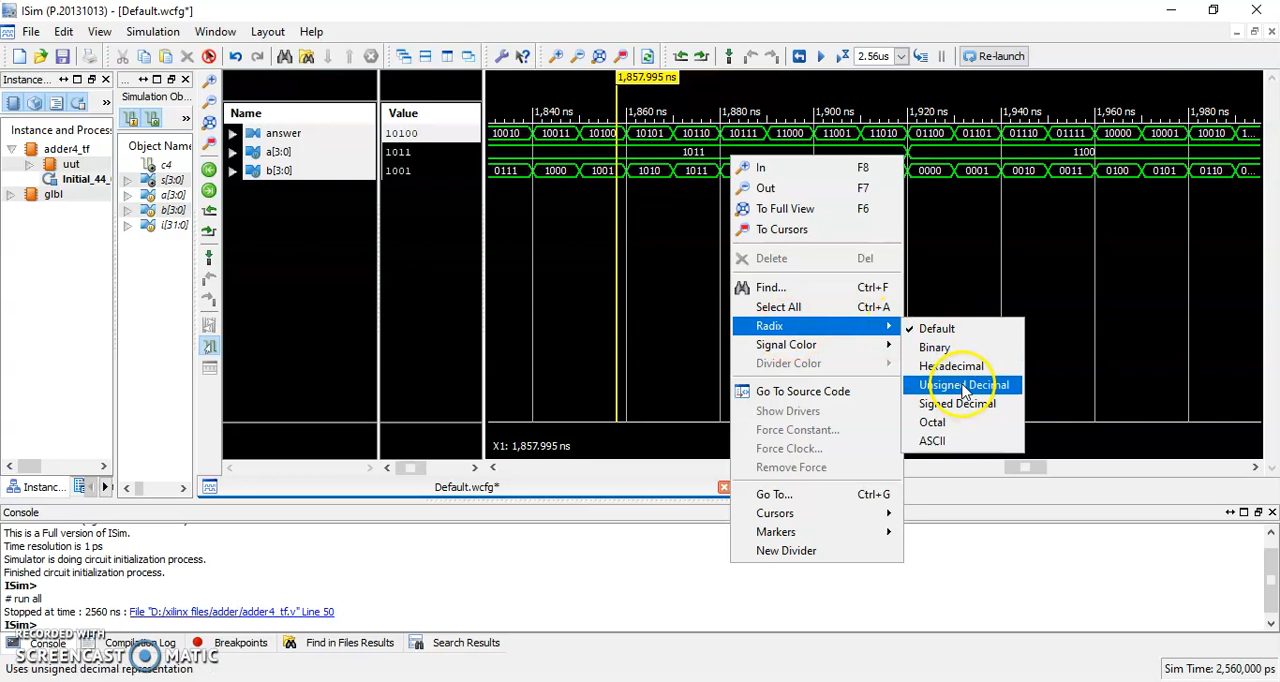 ISim (P.20131013) - [Default.wcfg*]
File Edit View Simulation Window Layout Help
2.56us Re-launch
Instance...
Simulation Ob
Instance and Process
adder4_tf
uut
Initial_44_
glbl
Object Name
c4
s[3:0]
a[3:0]
b[3:0]
i[31:0]
Name Value
answer 10100
a[3:0] 1011
b[3:0] 1001
1,857.995 ns
1,840 ns 1,860 ns 1,880 ns 1,900 ns 1,920 ns 1,940 ns 1,960 ns 1,980 ns
10010 10011 10100 10101 10110 10111 11000 11001 11010 01100 01101 01110 01111 10000 10001 10010 1...
1011 1100
0111 1000 1001 1010 1011 0000 0001 0010 0011 0100 0101 0110 0...
X1: 1,857.995 ns
In F8
Out F7
To Full View F6
To Cursors
Delete Del
Find... Ctrl+F
Select All Ctrl+A
Radix
Signal Color
Divider Color
Go To Source Code
Show Drivers
Force Constant...
Force Clock...
Remove Force
Go To... Ctrl+G
Cursors
Markers
New Divider
Default
Binary
Hexadecimal
Unsigned Decimal
Signed Decimal
Octal
ASCII
Instanc...
Default.wcfg*
Console
This is a Full version of ISim.
Time resolution is 1 ps
Simulator is doing circuit initialization process.
Finished circuit initialization process.
ISim>
# run all
Stopped at time : 2560 ns : File "D:/xilinx files/adder/adder4_tf.v" Line 50
ISim>
Console Compilation Log Breakpoints Find in Files Results Search Results
RECORDED WITH
SCREENCAST MATIC
Uses unsigned decimal representation
Sim Time: 2,560,000 ps